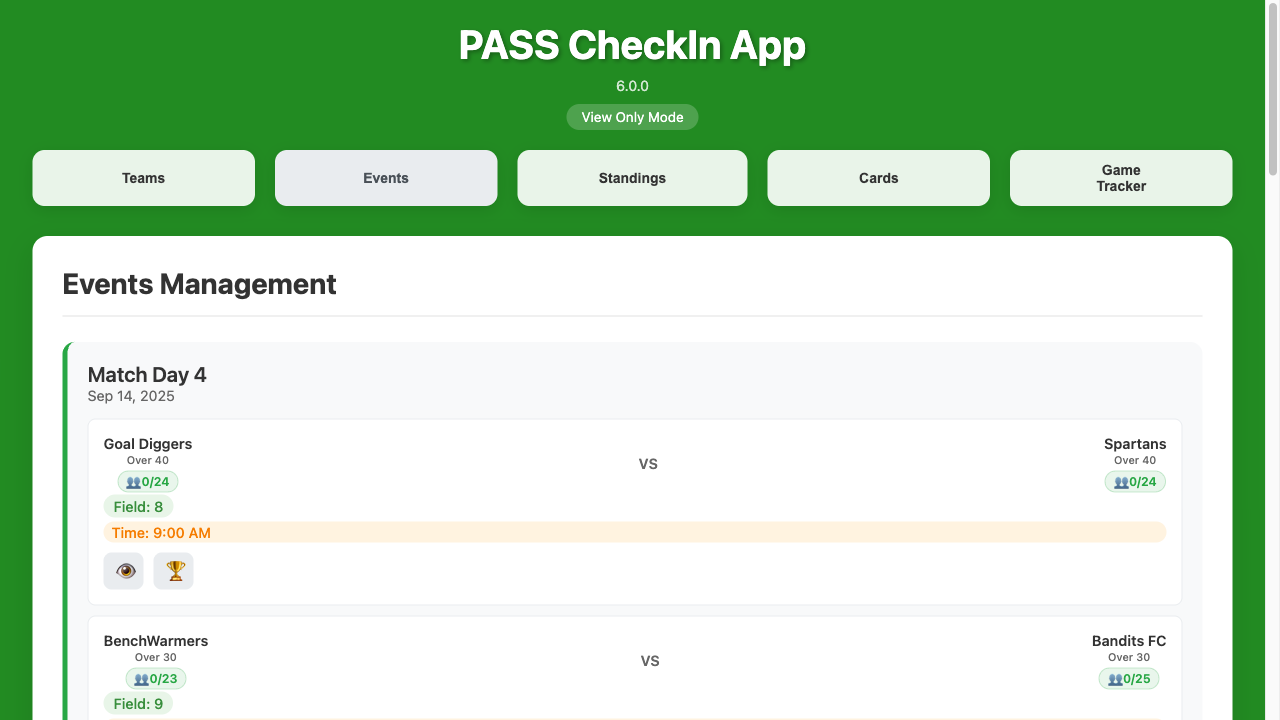 PASS CheckIn App
6.0.0
View Only Mode
Teams
Events
Standings
Cards
Game
Tracker
Events Management
Match Day 4
Sep 14, 2025
Goal Diggers
Over 40
0/24
VS
Spartans
Over 40
0/24
Field: 8
Time: 9:00 AM
BenchWarmers
Over 30
0/23
VS
Bandits FC
Over 30
0/25
Field: 9